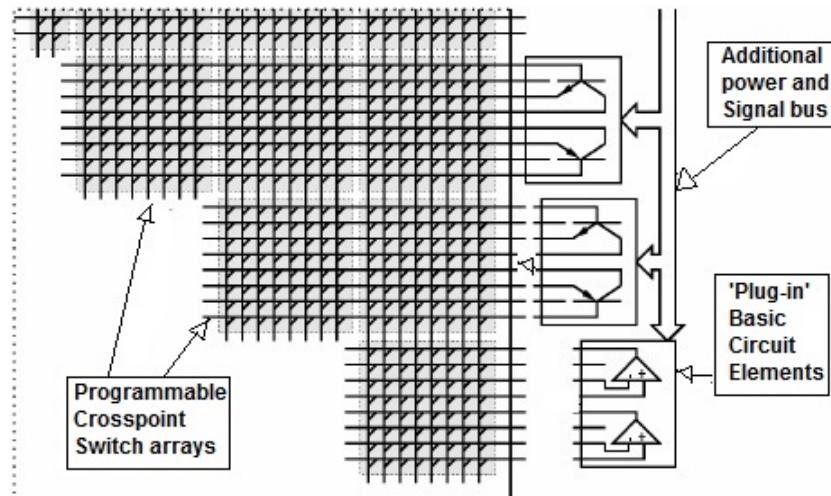 Additional
power and
Signal bus
'Plug-in'
Basic
Circuit
Elements
Programmable
Crosspoint
Switch arrays